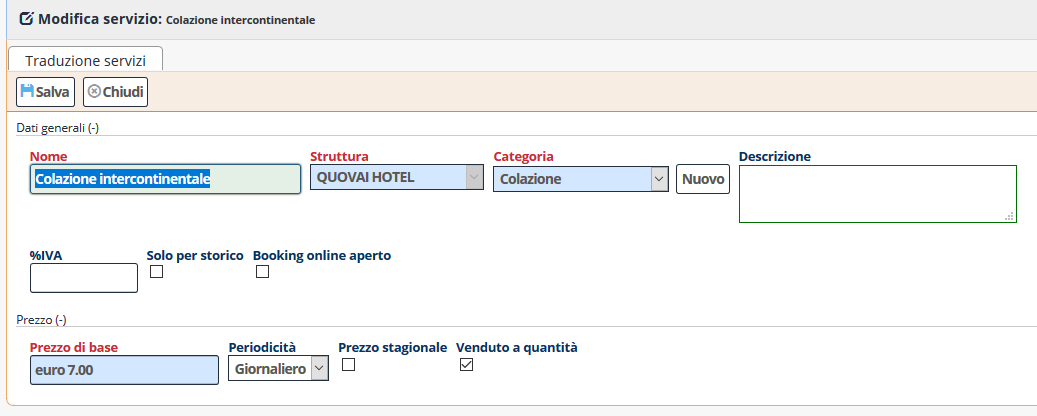 Modifica servizio: Colazione intercontinentale
Traduzione servizi
Salva Chiudi
Dati generali (-)
Nome Struttura Categoria Descrizione
Colazione intercontinentale QUOVAI HOTEL Colazione Nuovo
%IVA Solo per storico Booking online aperto
Prezzo (-)
Prezzo di base Periodicità Prezzo stagionale Venduto a quantità
euro 7.00 Giornaliero